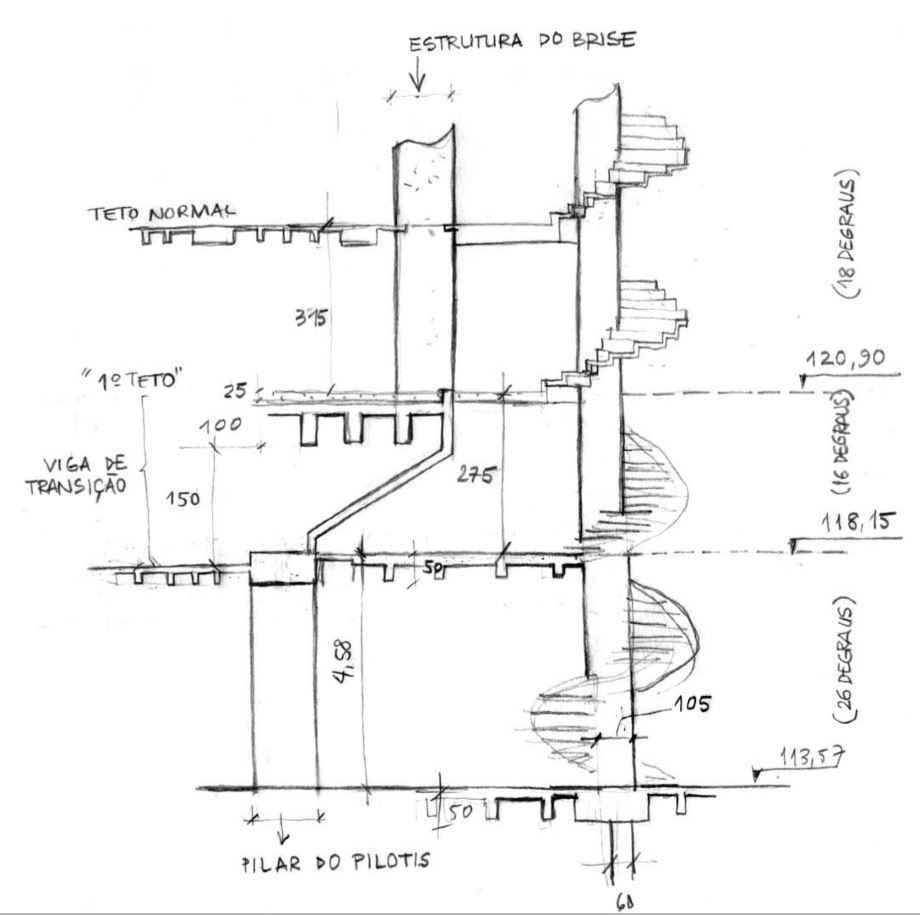 ESTRUTURA DO BRISE
TETO NORMAL
(18 DEGRAUS)
315
120,90
"1º TETO"
25
100
(16 DEGRAUS)
VIGA DE
TRANSIÇÃO
150
275
118,15
50
4,58
(26 DEGRAUS)
105
113,57
50
PILAR DO PILOTIS
60